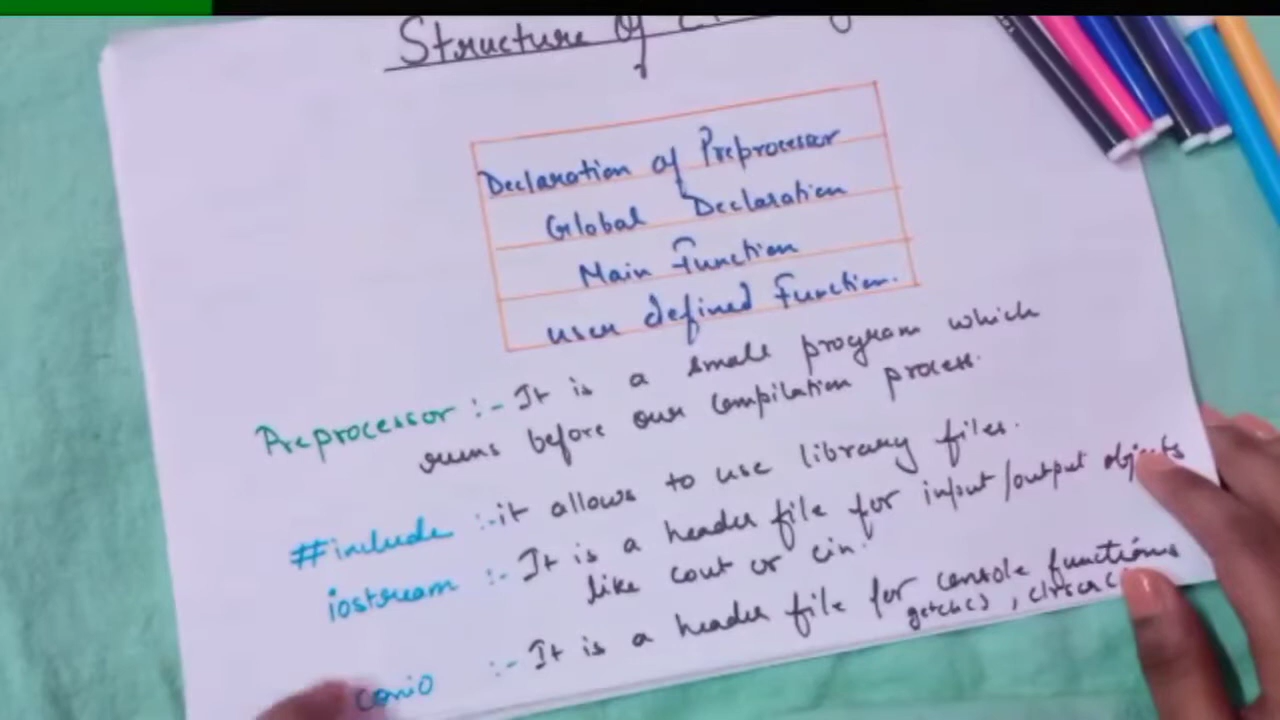 Structure Of
Declaration of Preprocessor
Global Declaration
Main Function
user defined Function.
Preprocessor :- It is a small program which
runs before our compilation process.
#include :- it allows to use library files.
iostream :- It is a header file for input/output objects
like cout or cin.
conio :- It is a header file for console functions
getch(),